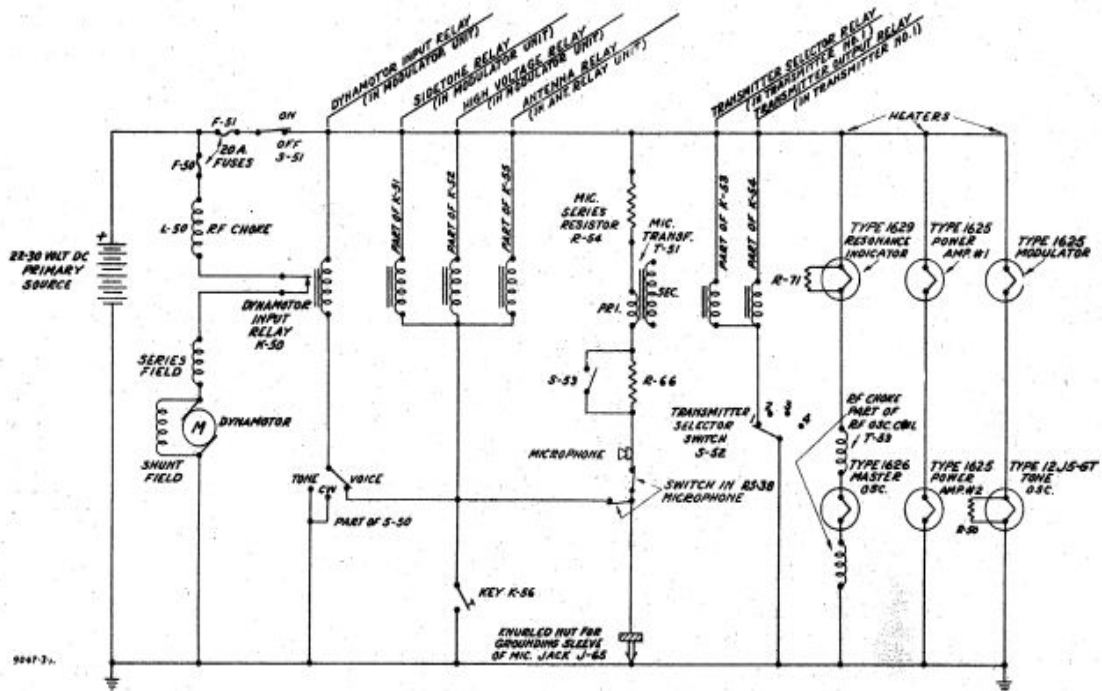 DYNAMOTOR INPUT RELAY
(IN MODULATOR UNIT)
SIDETONE RELAY
(IN MODULATOR UNIT)
HIGH VOLTAGE RELAY
(IN MODULATOR UNIT)
ANTENNA RELAY
(IN ANT. RELAY UNIT)
TRANSMITTER SELECTOR RELAY
(IN TRANSMITTER NO.1)
TRANSMITTER OUTPUT RELAY
(IN TRANSMITTER NO.1)
F-51
ON
OFF
S-51
20 A.
FUSES
F-50
HEATERS
L-50
RF CHOKE
PART OF K-51
PART OF K-52
PART OF K-55
MIC.
SERIES
RESISTOR
R-54
MIC.
TRANSF.
T-51
PART OF K-53
PART OF K-54
TYPE 1629
RESONANCE
INDICATOR
TYPE 1625
POWER
AMP. #1
TYPE 1625
MODULATOR
+
22-30 VOLT DC
PRIMARY
SOURCE
R-71
PRI.
SEC.
DYNAMOTOR
INPUT
RELAY
K-50
SERIES
FIELD
S-53
R-66
M
DYNAMOTOR
TRANSMITTER
SELECTOR
SWITCH
S-52
1
2
3
4
RF CHOKE
PART OF
RF OSC. COIL
T-53
SHUNT
FIELD
MICROPHONE
TONE
CW
VOICE
PART OF S-50
SWITCH IN RS-38
MICROPHONE
TYPE 1626
MASTER
OSC.
TYPE 1625
POWER
AMP. #2
TYPE 12J5-GT
TONE
OSC.
KEY K-56
KNURLED NUT FOR
GROUNDING SLEEVE
OF MIC. JACK J-65